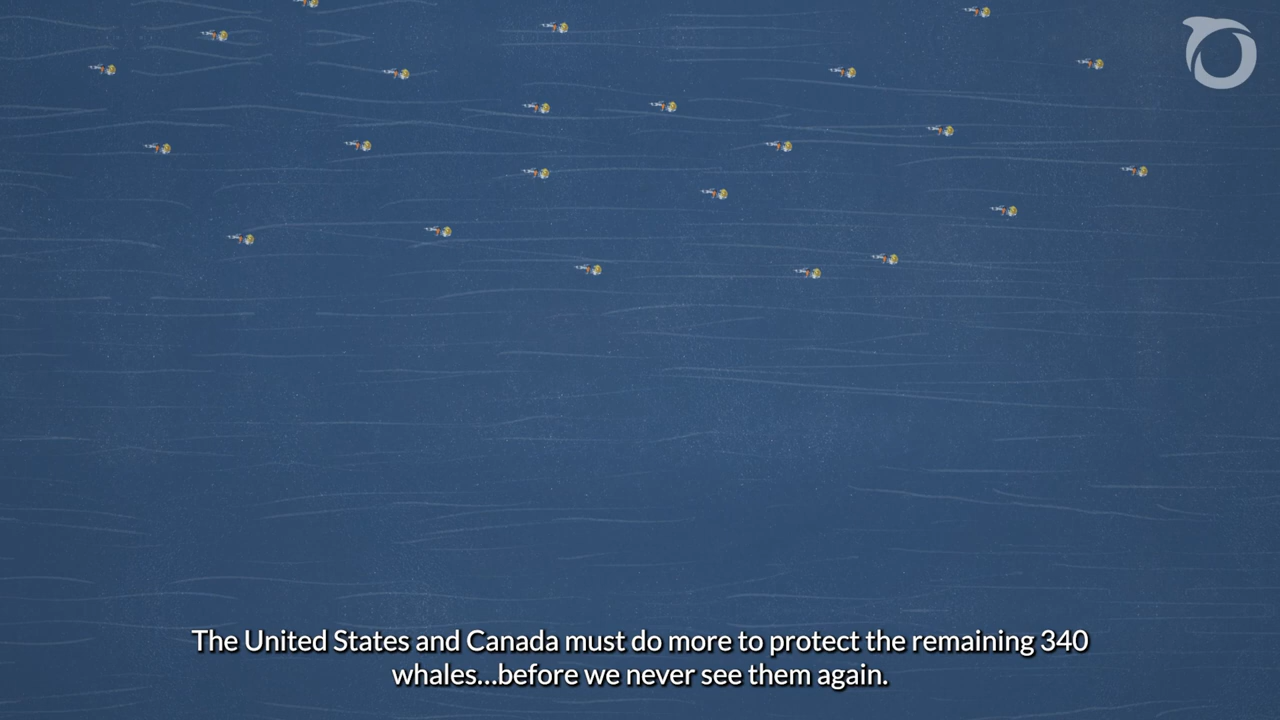 The United States and Canada must do more to protect the remaining 340
whales...before we never see them again.